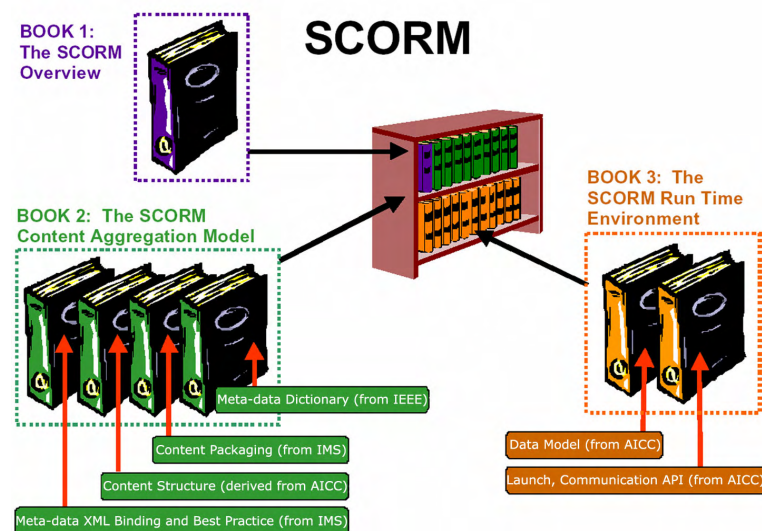 SCORM
BOOK 1:
The SCORM
Overview
BOOK 2:  The SCORM
Content Aggregation Model
BOOK 3:  The
SCORM Run Time
Environment
Meta-data Dictionary (from IEEE)
Content Packaging (from IMS)
Content Structure (derived from AICC)
Meta-data XML Binding and Best Practice (from IMS)
Data Model (from AICC)
Launch, Communication API (from AICC)